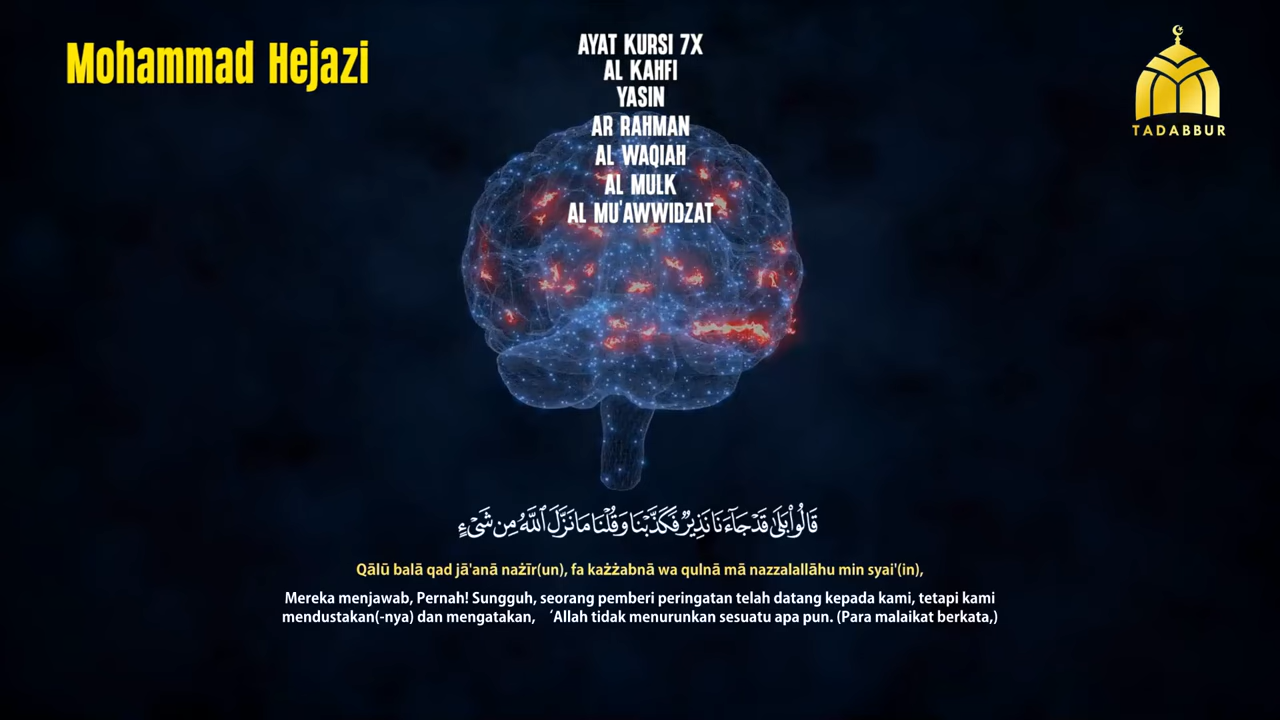 Mohammad Hejazi
AYAT KURSI 7X
AL KAHFI
YASIN
AR RAHMAN
AL WAQIAH
AL MULK
AL MU'AWWIDZAT
TADABBUR
قَالُوا۟ بَلَىٰ قَدْ جَآءَنَا نَذِيرٌ فَكَذَّبْنَا وَقُلْنَا مَا نَزَّلَ ٱللَّهُ مِن شَىْءٍ
Qālū balā qad jā'anā nażīr(un), fa każżabnā wa qulnā mā nazzalallāhu min syai'(in),
Mereka menjawab, Pernah! Sungguh, seorang pemberi peringatan telah datang kepada kami, tetapi kami
mendustakan(-nya) dan mengatakan, ‘Allah tidak menurunkan sesuatu apa pun. (Para malaikat berkata,)